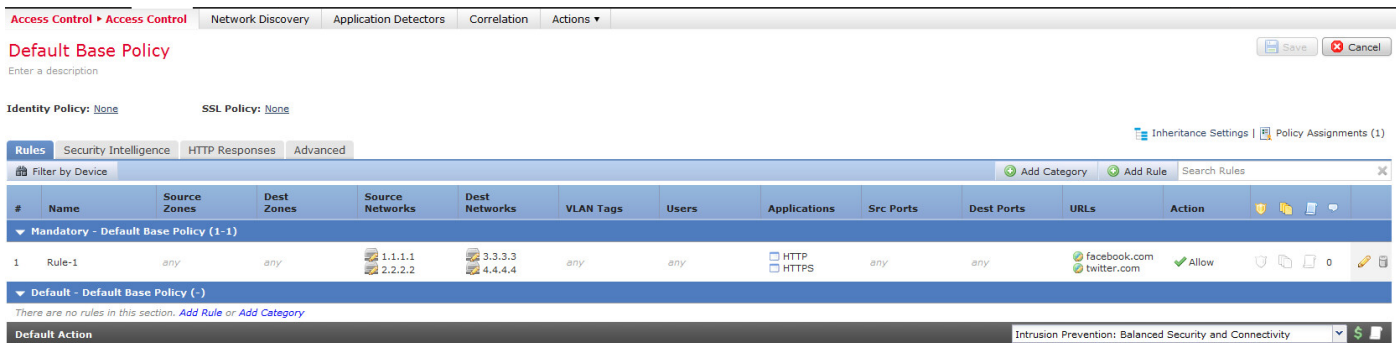 Access Control ▸ Access Control Network Discovery Application Detectors Correlation Actions ▾
Default Base Policy
Save Cancel
Enter a description
Identity Policy: None SSL Policy: None
Inheritance Settings | Policy Assignments (1)
Rules Security Intelligence HTTP Responses Advanced
Filter by Device Add Category Add Rule Search Rules
# Name Source Zones Dest Zones Source Networks Dest Networks VLAN Tags Users Applications Src Ports Dest Ports URLs Action
Mandatory - Default Base Policy (1-1)
1 Rule-1 any any 1.1.1.1 2.2.2.2 3.3.3.3 4.4.4.4 any any HTTP HTTPS any any facebook.com twitter.com Allow 0
Default - Default Base Policy (-)
There are no rules in this section. Add Rule or Add Category
Default Action Intrusion Prevention: Balanced Security and Connectivity $